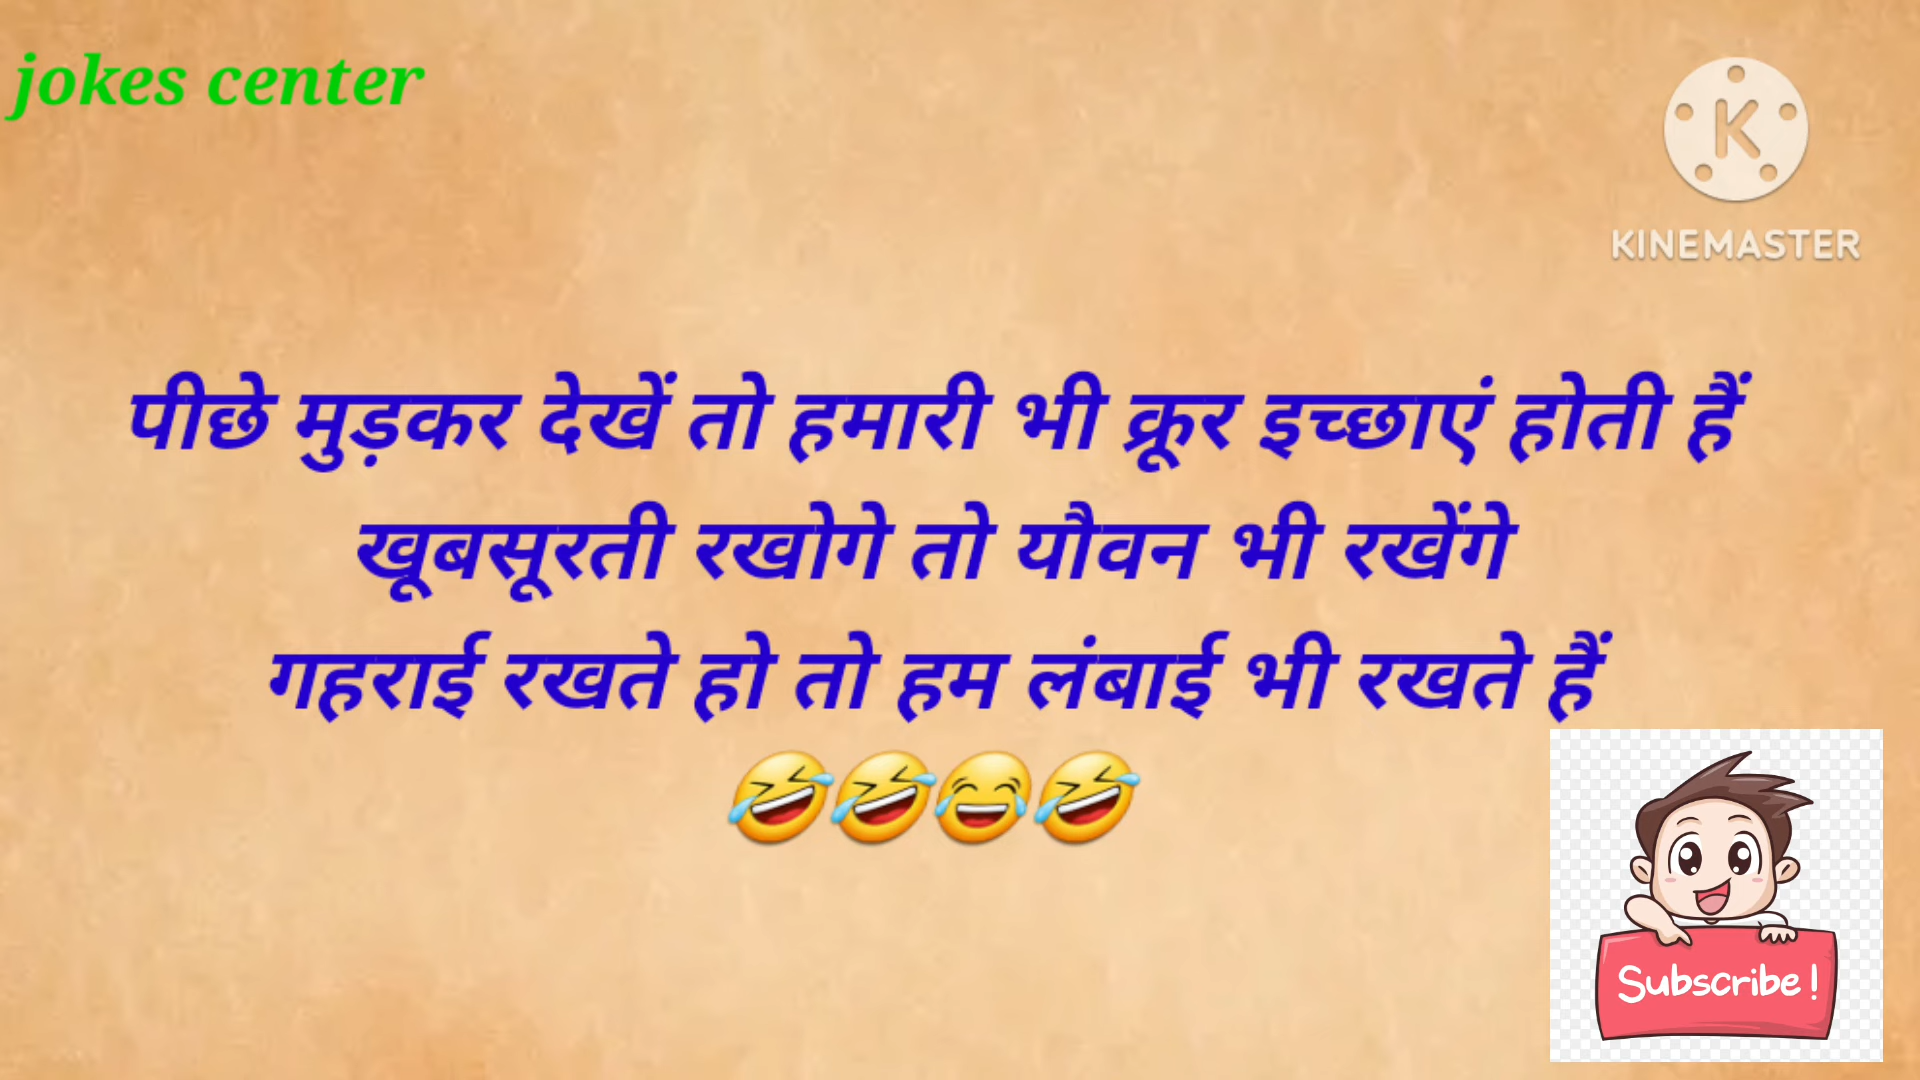 jokes center
KINEMASTER
पीछे मुड़कर देखें तो हमारी भी क्रूर इच्छाएं होती हैं
खूबसूरती रखोगे तो यौवन भी रखेंगे
गहराई रखते हो तो हम लंबाई भी रखते हैं
🤣🤣😂🤣
Subscribe!